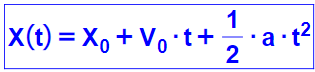 X(t) = X₀ + V₀ · t + 1/2 · a · t²